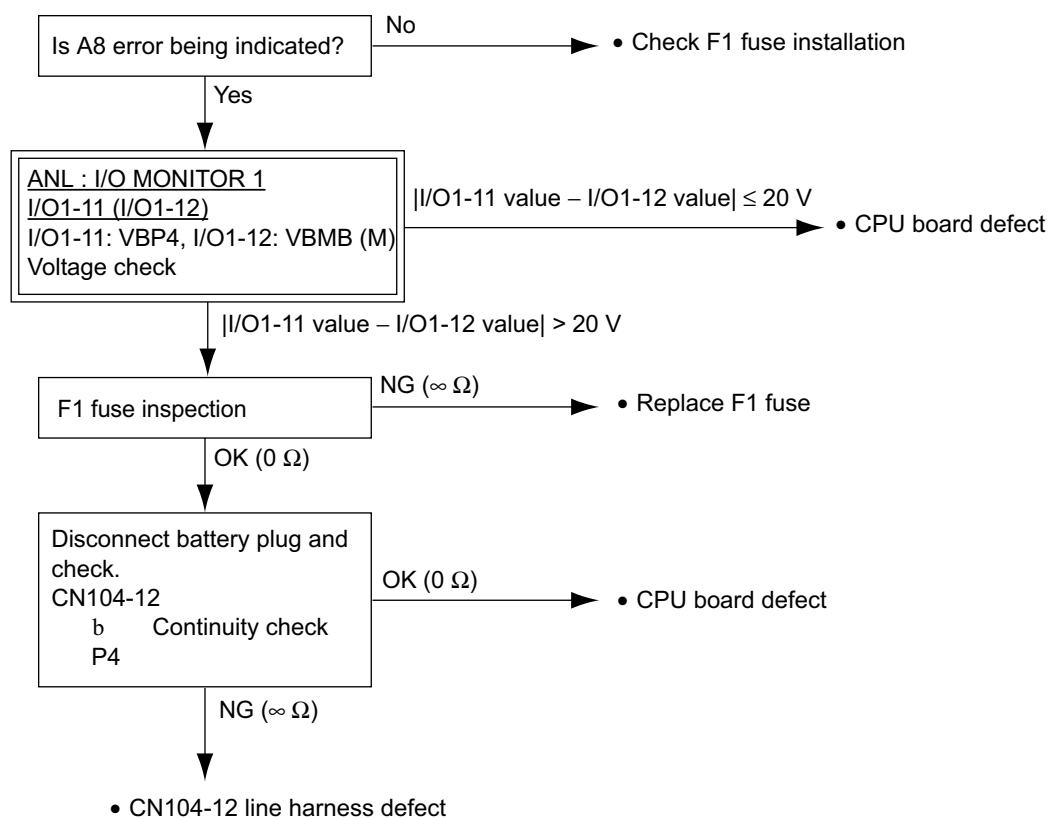 Is A8 error being indicated?
No
• Check F1 fuse installation
Yes
ANL : I/O MONITOR 1
I/O1-11 (I/O1-12)
I/O1-11: VBP4, I/O1-12: VBMB (M)
Voltage check
|I/O1-11 value – I/O1-12 value| ≤ 20 V
• CPU board defect
|I/O1-11 value – I/O1-12 value| > 20 V
F1 fuse inspection
NG (∞ Ω)
• Replace F1 fuse
OK (0 Ω)
Disconnect battery plug and
check.
CN104-12
b Continuity check
P4
OK (0 Ω)
• CPU board defect
NG (∞ Ω)
• CN104-12 line harness defect